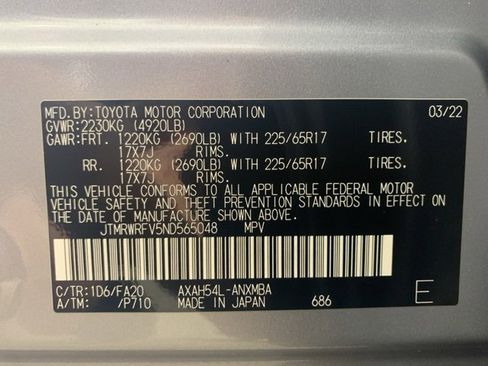 MFD.BY:TOYOTA MOTOR CORPORATION 03/22
GVWR:2230KG (4920LB)
GAWR:FRT. 1220KG (2690LB) WITH 225/65R17 TIRES.
17X7J RIMS.
RR. 1220KG (2690LB) WITH 225/65R17 TIRES.
17X7J RIMS.
THIS VEHICLE CONFORMS TO ALL APPLICABLE FEDERAL MOTOR
VEHICLE SAFETY AND THEFT PREVENTION STANDARDS IN EFFECT
ON THE DATE OF MANUFACTURE SHOWN ABOVE.
JTMRWRFV5ND565048 MPV
C/TR:1D6/FA20 AXAH54L-ANXMBA
A/TM: /P710 MADE IN JAPAN 686 E